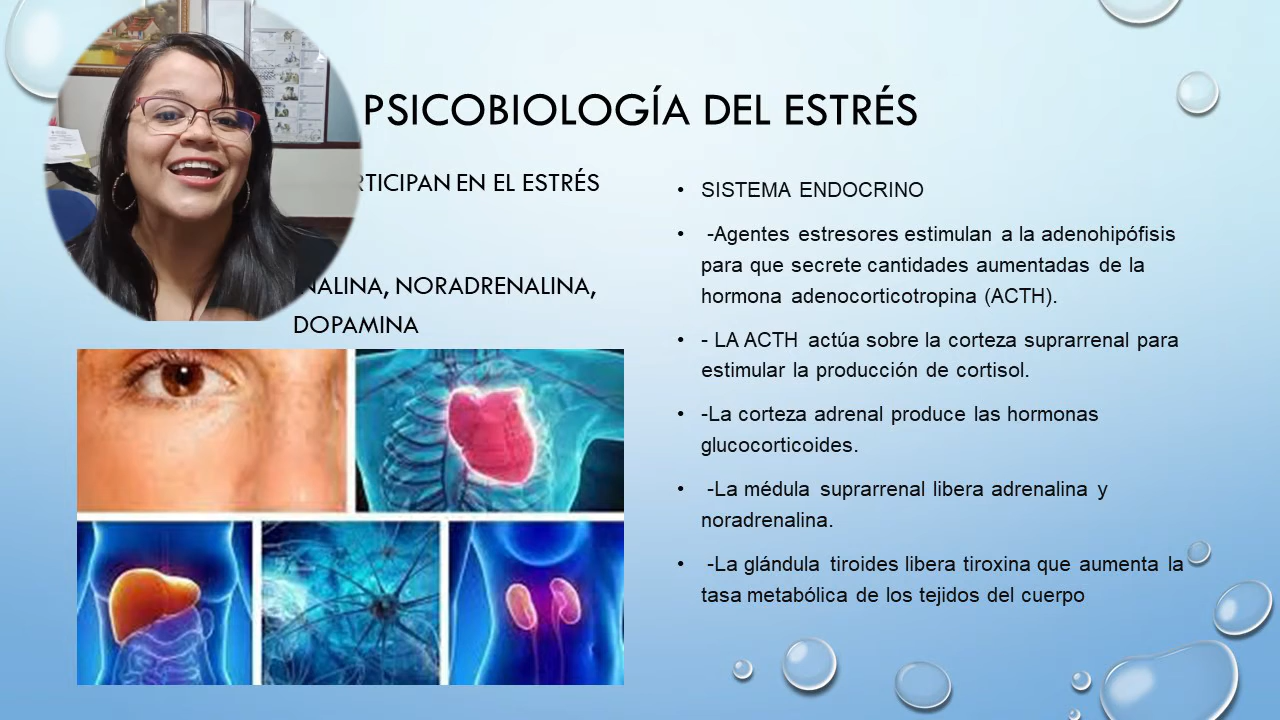 PSICOBIOLOGÍA DEL ESTRÉS
EN EL ESTRÉS
NORADRENALINA,
DOPAMINA
• SISTEMA ENDOCRINO
• -Agentes estresores estimulan a la adenohipófisis
para que secrete cantidades aumentadas de la
hormona adenocorticotropina (ACTH).
• - LA ACTH actúa sobre la corteza suprarrenal para
estimular la producción de cortisol.
• -La corteza adrenal produce las hormonas
glucocorticoides.
• -La médula suprarrenal libera adrenalina y
noradrenalina.
• -La glándula tiroides libera tiroxina que aumenta la
tasa metabólica de los tejidos del cuerpo